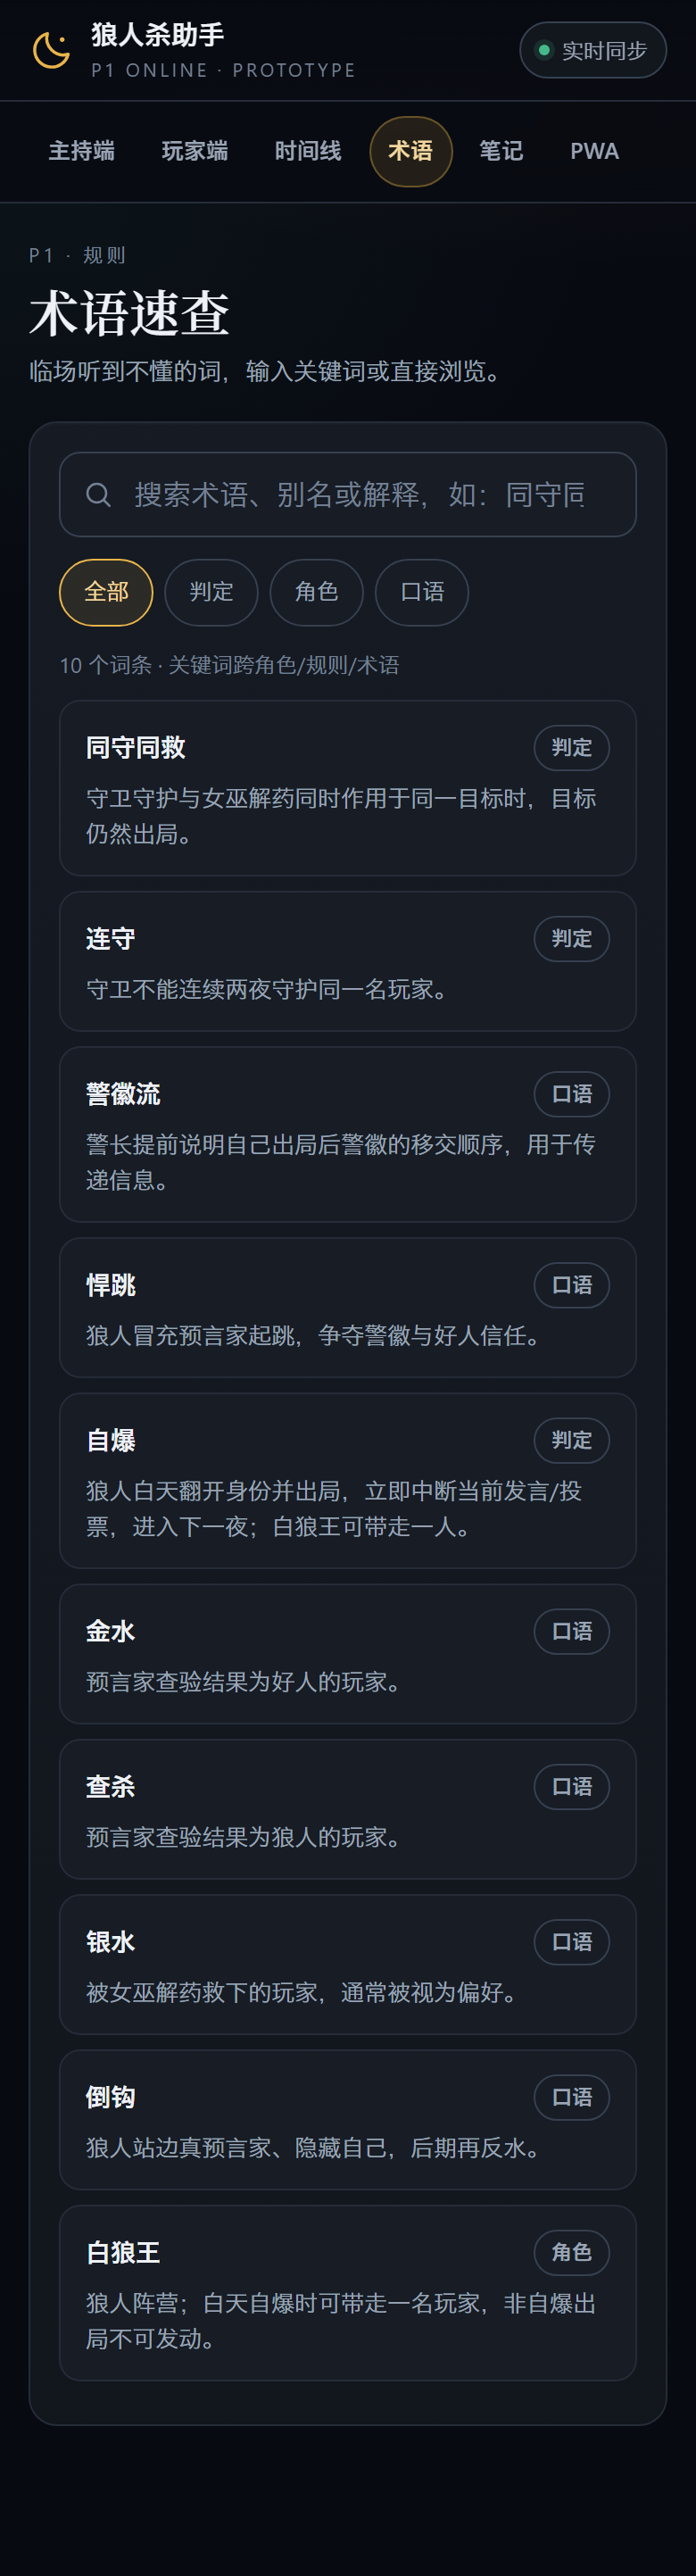 狼人杀助手
P1 ONLINE · PROTOTYPE
实时同步
主持端 玩家端 时间线 术语 笔记 PWA
P1 · 规则
术语速查
临场听到不懂的词，输入关键词或直接浏览。
搜索术语、别名或解释，如：同守
全部 判定 角色 口语
10 个词条 · 关键词跨角色/规则/术语
同守同救 判定
守卫守护与女巫解药同时作用于同一目标时，目标
仍然出局。
连守 判定
守卫不能连续两夜守护同一名玩家。
警徽流 口语
警长提前说明自己出局后警徽的移交顺序，用于传
递信息。
悍跳 口语
狼人冒充预言家起跳，争夺警徽与好人信任。
自爆 判定
狼人白天翻开身份并出局，立即中断当前发言/投
票，进入下一夜；白狼王可带走一人。
金水 口语
预言家查验结果为好人的玩家。
查杀 口语
预言家查验结果为狼人的玩家。
银水 口语
被女巫解药救下的玩家，通常被视为偏好。
倒钩 口语
狼人站边真预言家、隐藏自己，后期再反水。
白狼王 角色
狼人阵营；白天自爆时可带走一名玩家，非自爆出
局不可发动。